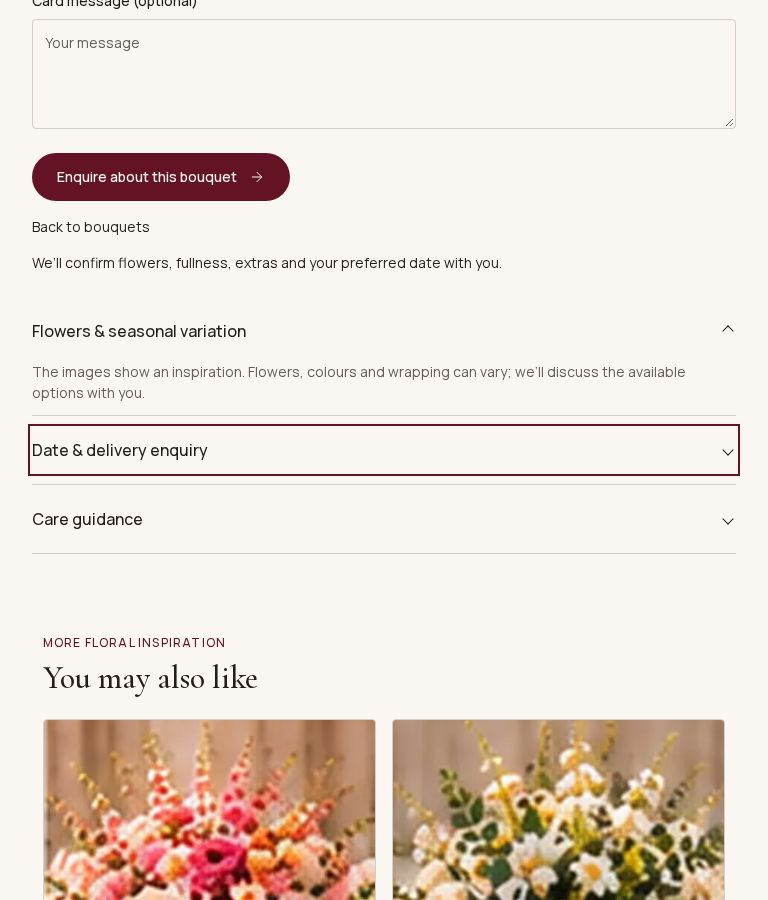 Card message (optional)
Your message
Enquire about this bouquet
Back to bouquets
We'll confirm flowers, fullness, extras and your preferred date with you.
Flowers & seasonal variation
The images show an inspiration. Flowers, colours and wrapping can vary; we'll discuss the available
options with you.
Date & delivery enquiry
Care guidance
MORE FLORAL INSPIRATION
You may also like